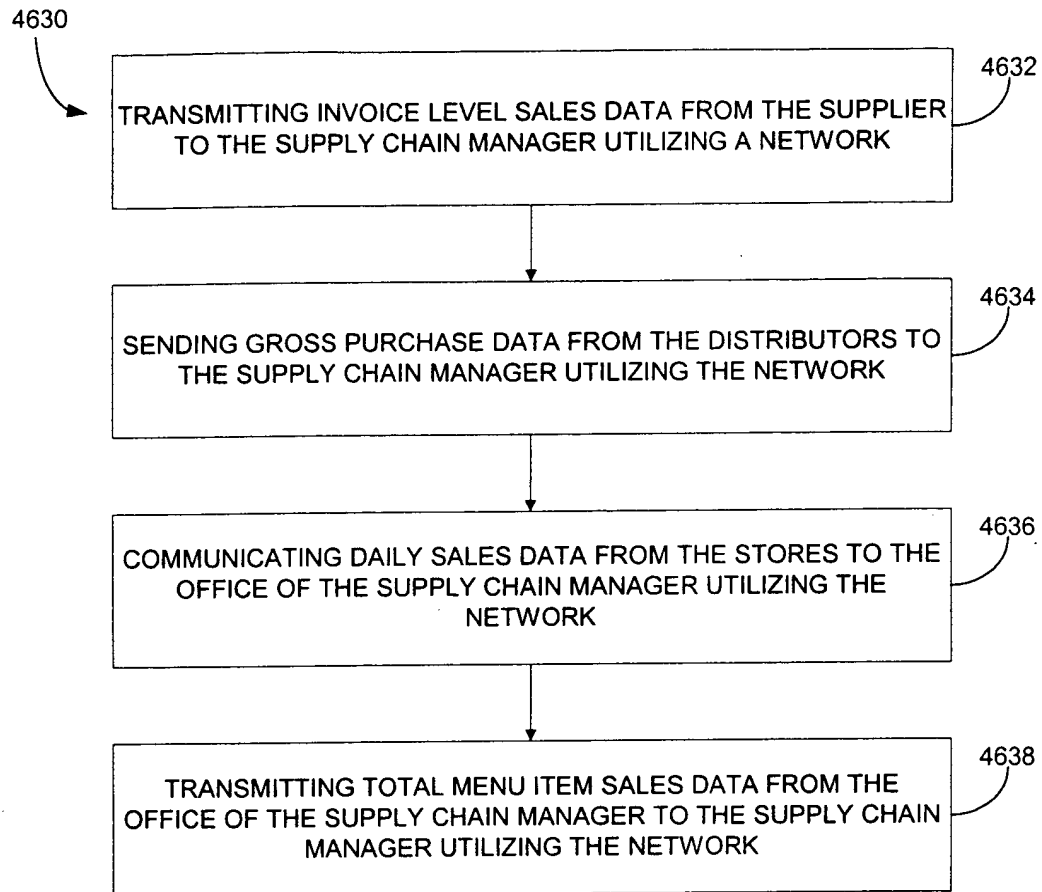 4630
4632
TRANSMITTING INVOICE LEVEL SALES DATA FROM THE SUPPLIER
TO THE SUPPLY CHAIN MANAGER UTILIZING A NETWORK
4634
SENDING GROSS PURCHASE DATA FROM THE DISTRIBUTORS TO
THE SUPPLY CHAIN MANAGER UTILIZING THE NETWORK
4636
COMMUNICATING DAILY SALES DATA FROM THE STORES TO THE
OFFICE OF THE SUPPLY CHAIN MANAGER UTILIZING THE
NETWORK
4638
TRANSMITTING TOTAL MENU ITEM SALES DATA FROM THE
OFFICE OF THE SUPPLY CHAIN MANAGER TO THE SUPPLY CHAIN
MANAGER UTILIZING THE NETWORK